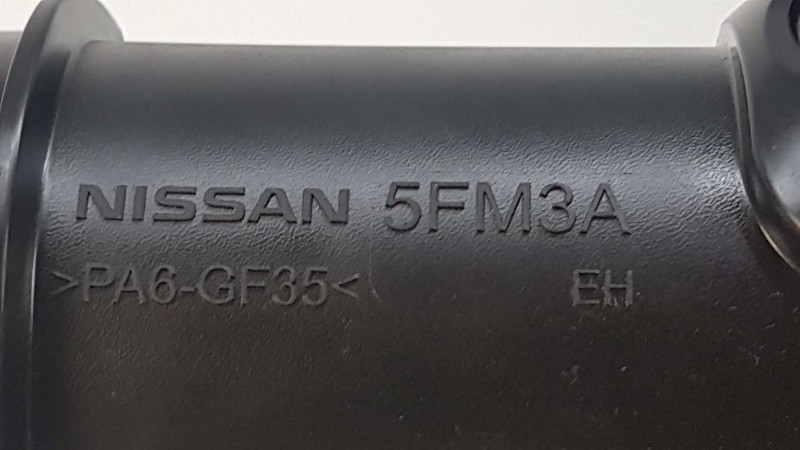 NISSAN 5FM3A
>PA6-GF35< EH